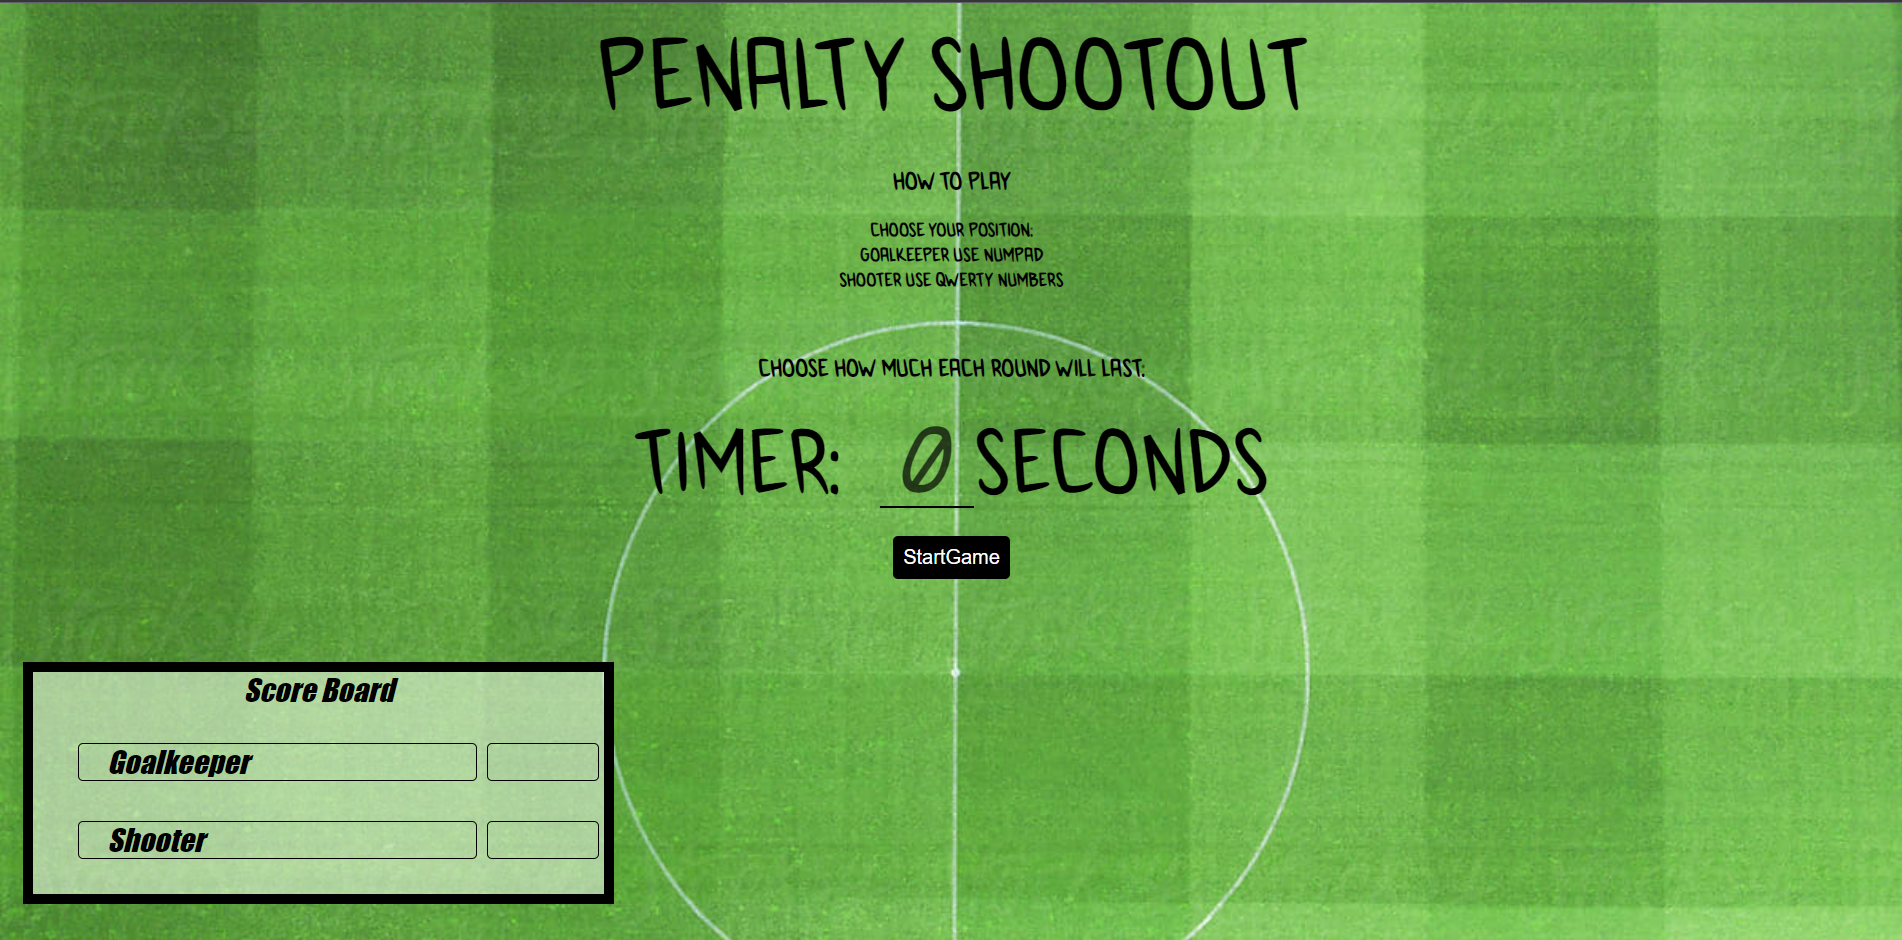 PENALTY SHOOTOUT
HOW TO PLAY
CHOOSE YOUR POSITION:
GOALKEEPER USE NUMPAD
SHOOTER USE QWERTY NUMBERS
CHOOSE HOW MUCH EACH ROUND WILL LAST:
TIMER: 0 SECONDS
StartGame
Score Board
Goalkeeper
Shooter